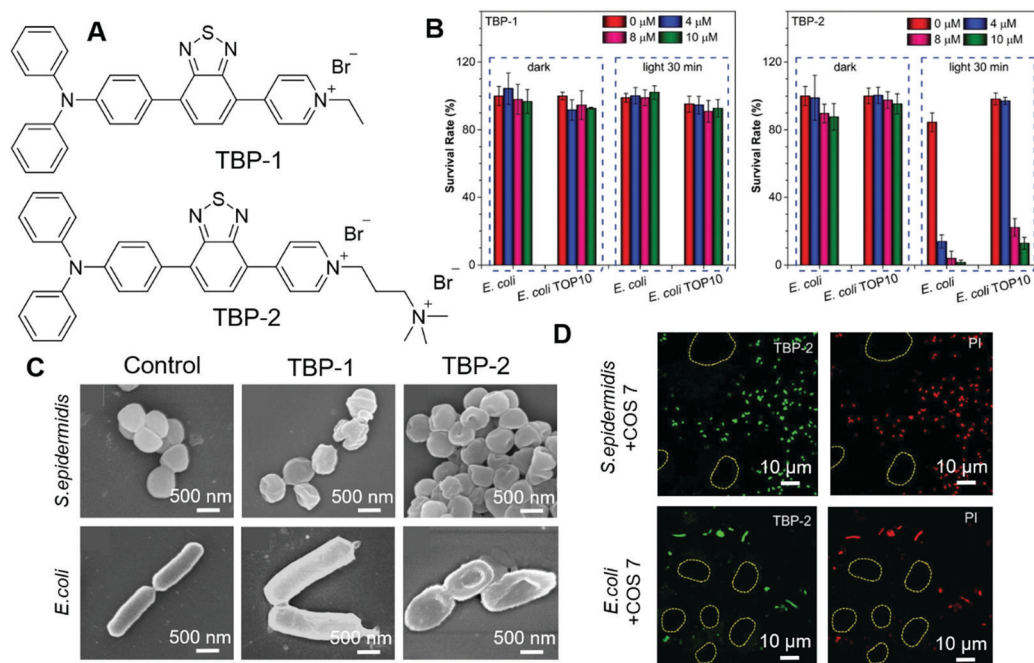 A
S
N
N
N
N
+
Br
−
TBP-1
S
N
N
N
N
+
Br
−
Br
−
N
+
TBP-2
B
TBP-1
0 μM
4 μM
8 μM
10 μM
dark
light 30 min
120
80
40
0
Survival Rate (%)
E. coli
E. coli TOP10
E. coli
E. coli TOP10
TBP-2
0 μM
4 μM
8 μM
10 μM
dark
light 30 min
120
80
40
0
Survival Rate (%)
E. coli
E. coli TOP10
E. coli
E. coli TOP10
C
Control
TBP-1
TBP-2
S.epidermidis
500 nm
500 nm
500 nm
E.coli
500 nm
500 nm
500 nm
D
S.epidermidis
+COS 7
TBP-2
10 μm
PI
10 μm
E.coli
+COS 7
TBP-2
10 μm
PI
10 μm